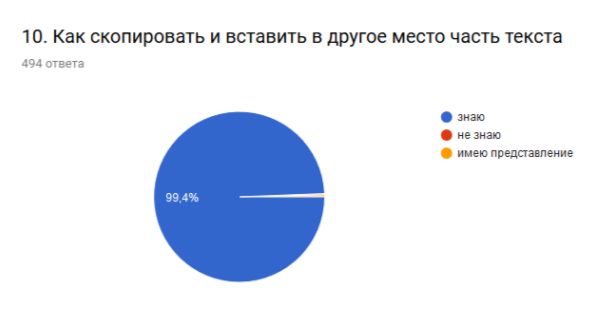 10. Как скопировать и вставить в другое место часть текста
494 ответа
знаю
не знаю
имею представление
99,4%